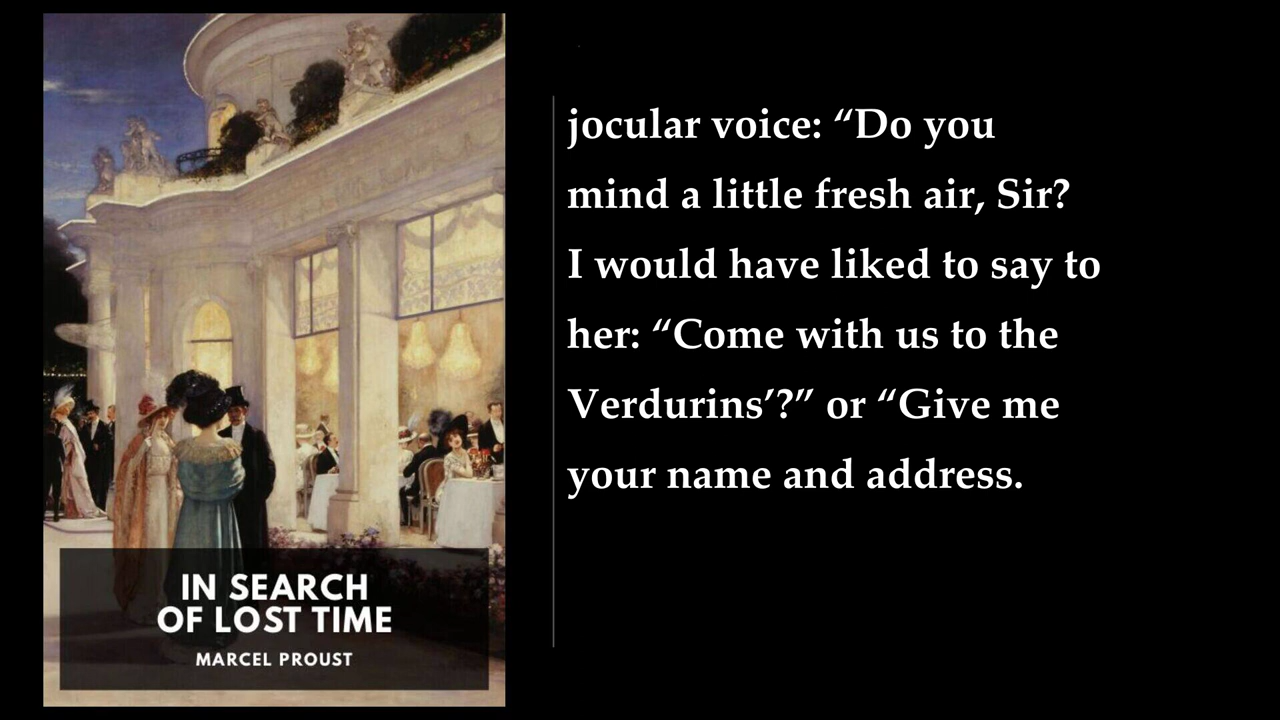 IN SEARCH
OF LOST TIME
MARCEL PROUST
jocular voice: “Do you
mind a little fresh air, Sir?
I would have liked to say to
her: “Come with us to the
Verdurins’?” or “Give me
your name and address.